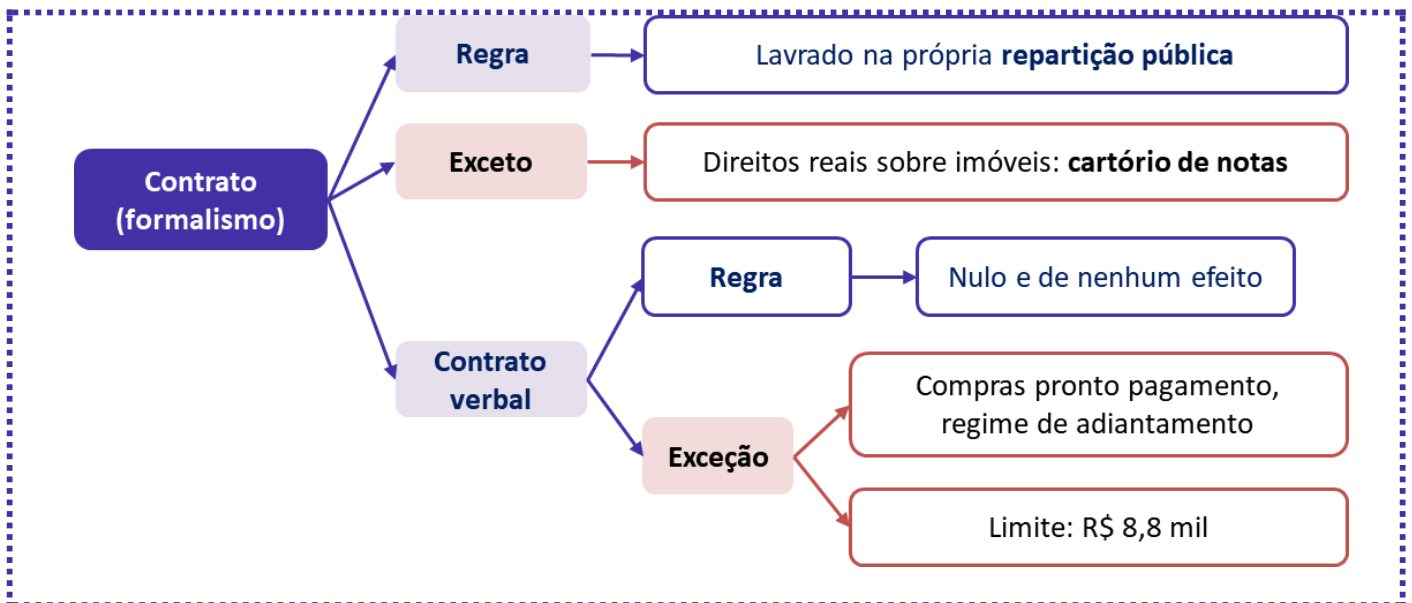 Contrato
(formalismo)
Regra
Lavrado na própria repartição pública
Exceto
Direitos reais sobre imóveis: cartório de notas
Contrato
verbal
Regra
Nulo e de nenhum efeito
Exceção
Compras pronto pagamento,
regime de adiantamento
Limite: R$ 8,8 mil